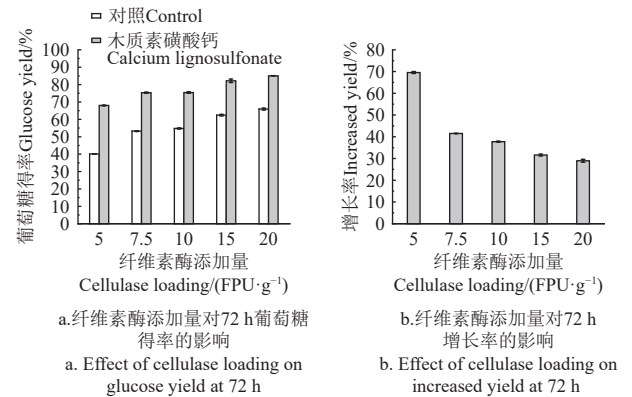 对照Control
木质素磺酸钙
Calcium lignosulfonate
葡萄糖得率Glucose yield/%
100
90
80
70
60
50
40
30
20
10
0
5 7.5 10 15 20
纤维素酶添加量
Cellulase loading/(FPU·g⁻¹)
a.纤维素酶添加量对72 h葡萄糖
得率的影响
a. Effect of cellulase loading on
glucose yield at 72 h
增长率Increased yield/%
80
70
60
50
40
30
20
10
0
5 7.5 10 15 20
纤维素酶添加量
Cellulase loading/(FPU·g⁻¹)
b.纤维素酶添加量对72 h
增长率的影响
b. Effect of cellulase loading on
increased yield at 72 h